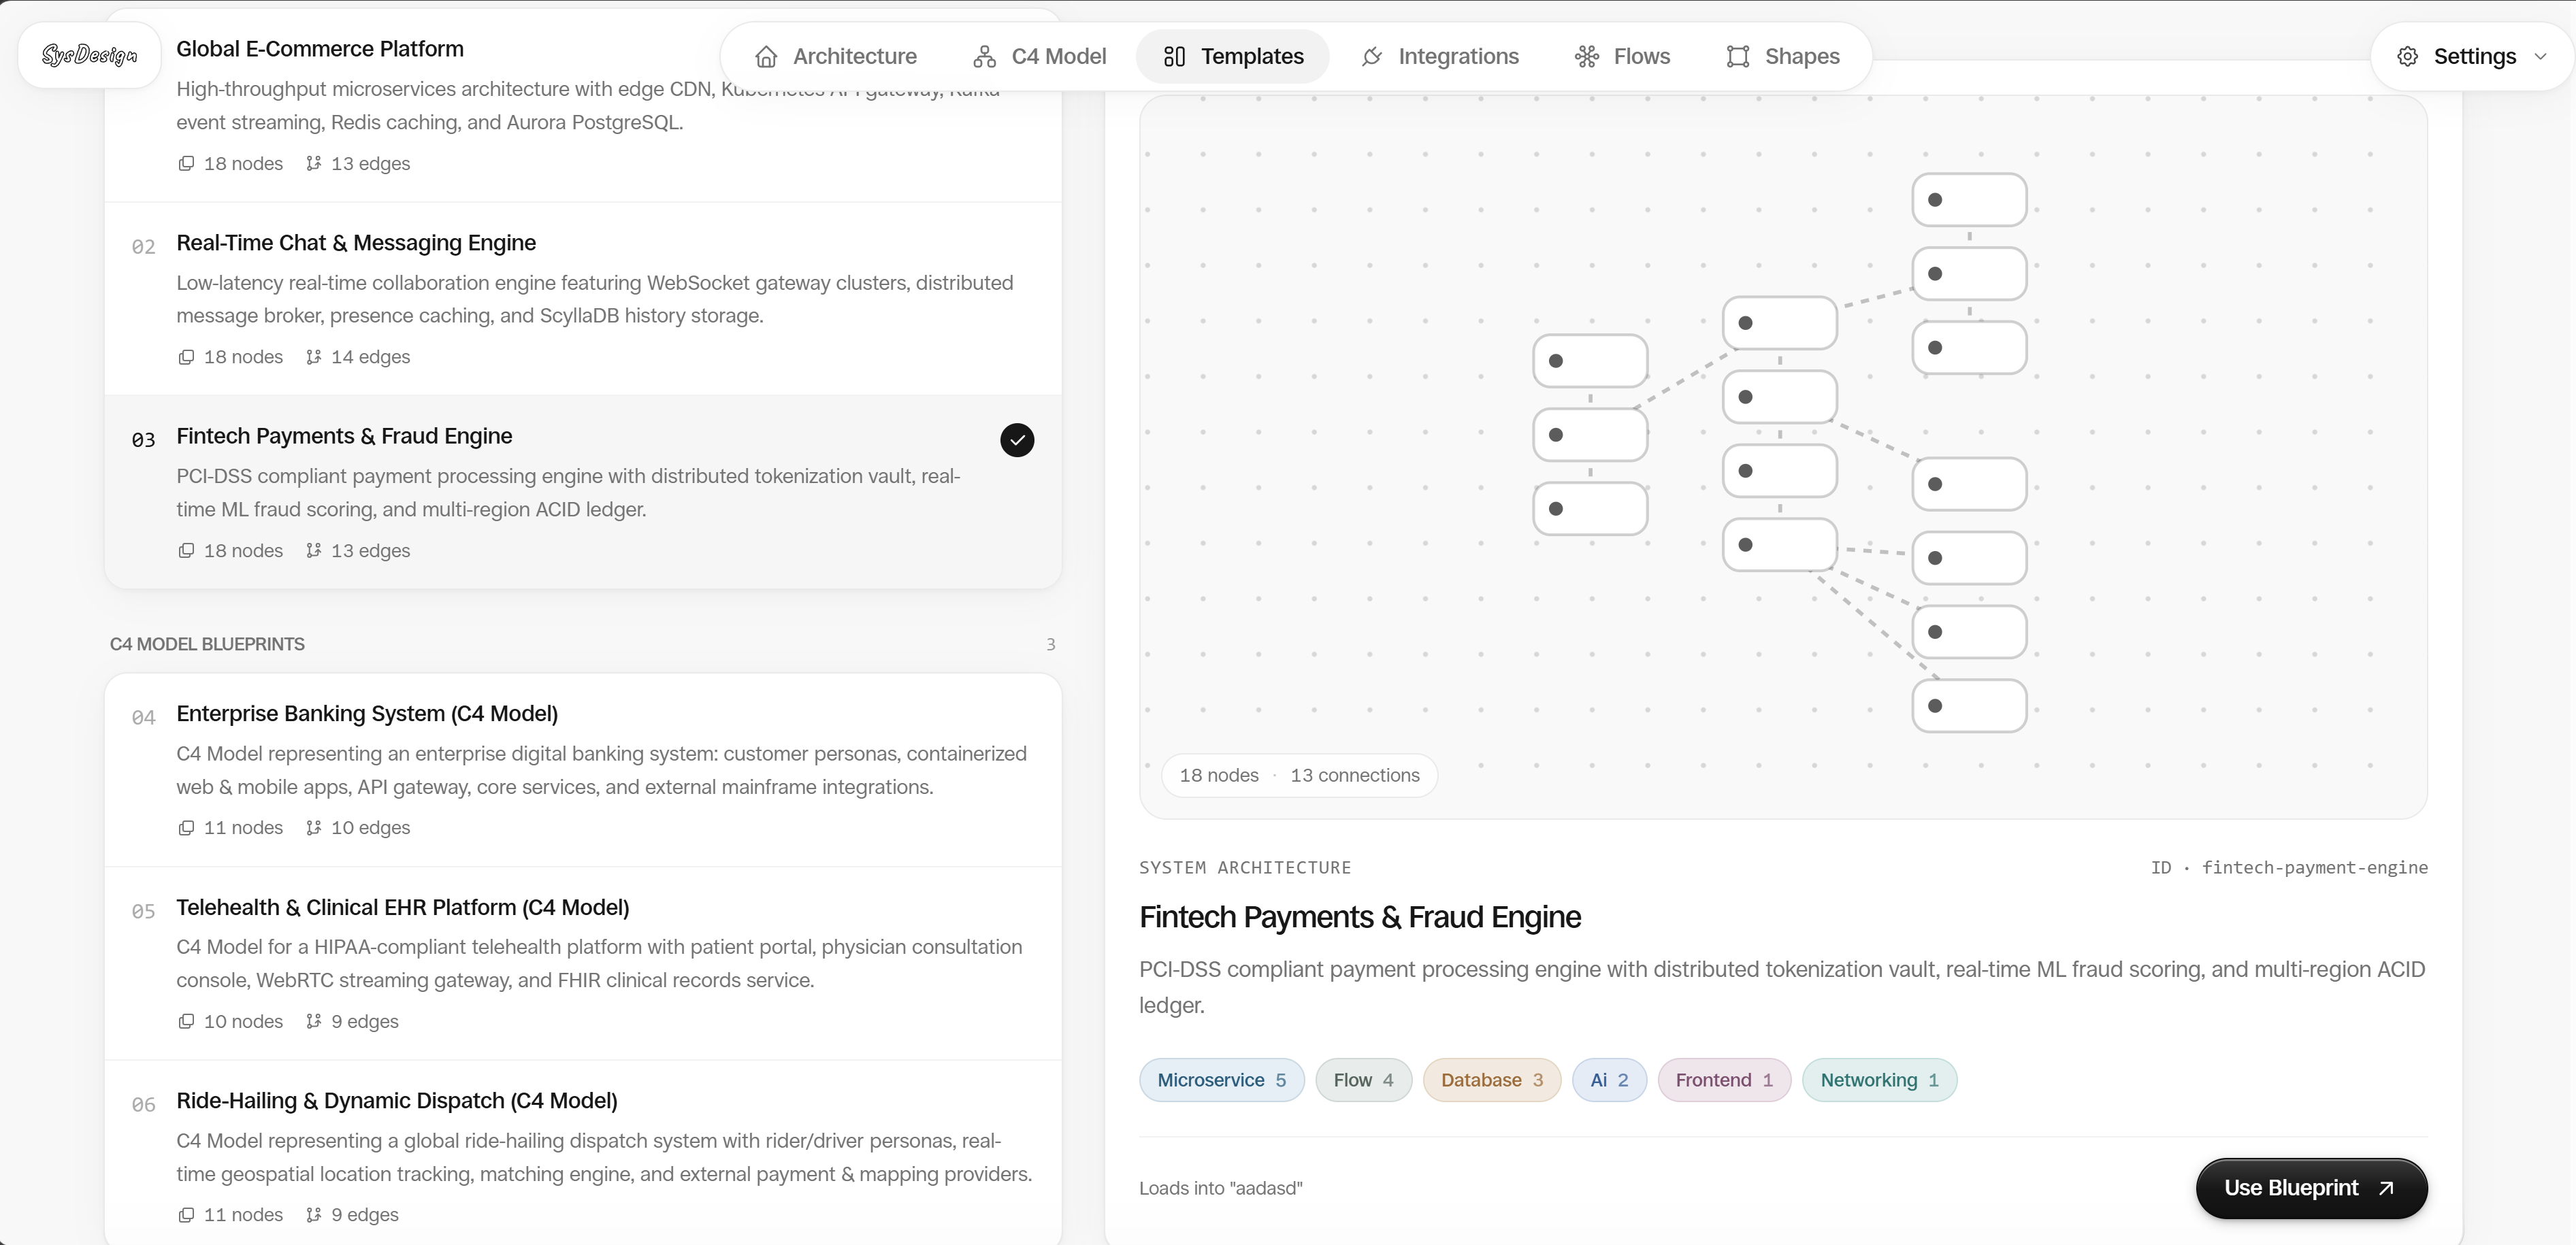 SysDesign
Architecture
C4 Model
Templates
Integrations
Flows
Shapes
Settings
Global E-Commerce Platform
High-throughput microservices architecture with edge CDN, Kubernetes API gateway, Kafka
event streaming, Redis caching, and Aurora PostgreSQL.
18 nodes 13 edges
02 Real-Time Chat & Messaging Engine
Low-latency real-time collaboration engine featuring WebSocket gateway clusters, distributed
message broker, presence caching, and ScyllaDB history storage.
18 nodes 14 edges
03 Fintech Payments & Fraud Engine
PCI-DSS compliant payment processing engine with distributed tokenization vault, real-
time ML fraud scoring, and multi-region ACID ledger.
18 nodes 13 edges
C4 MODEL BLUEPRINTS 3
04 Enterprise Banking System (C4 Model)
C4 Model representing an enterprise digital banking system: customer personas, containerized
web & mobile apps, API gateway, core services, and external mainframe integrations.
11 nodes 10 edges
05 Telehealth & Clinical EHR Platform (C4 Model)
C4 Model for a HIPAA-compliant telehealth platform with patient portal, physician consultation
console, WebRTC streaming gateway, and FHIR clinical records service.
10 nodes 9 edges
06 Ride-Hailing & Dynamic Dispatch (C4 Model)
C4 Model representing a global ride-hailing dispatch system with rider/driver personas, real-
time geospatial location tracking, matching engine, and external payment & mapping providers.
11 nodes 9 edges
18 nodes · 13 connections
SYSTEM ARCHITECTURE
ID · fintech-payment-engine
Fintech Payments & Fraud Engine
PCI-DSS compliant payment processing engine with distributed tokenization vault, real-time ML fraud scoring, and multi-region ACID
ledger.
Microservice 5
Flow 4
Database 3
Ai 2
Frontend 1
Networking 1
Loads into "aadasd"
Use Blueprint